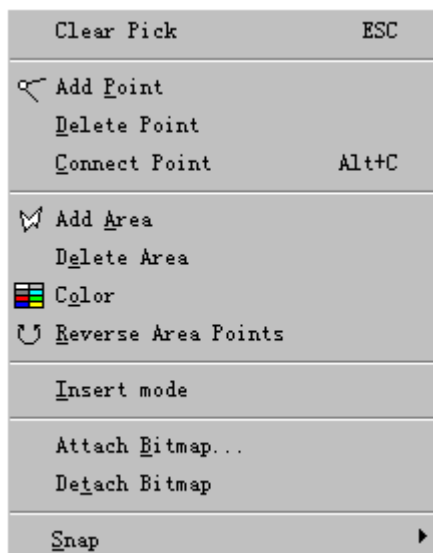 Clear Pick ESC
Add Point
Delete Point
Connect Point Alt+C
Add Area
Delete Area
Color
Reverse Area Points
Insert mode
Attach Bitmap...
Detach Bitmap
Snap